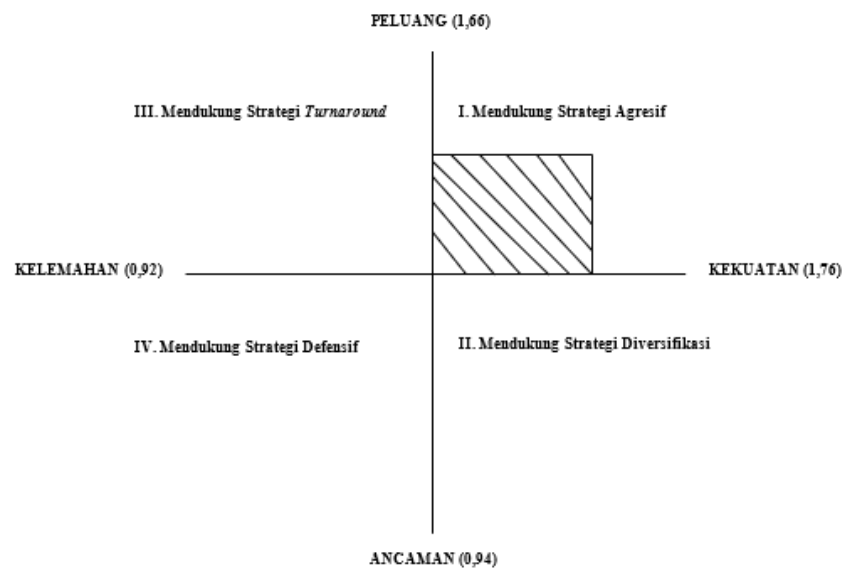 PELUANG (1,66)
III. Mendukung Strategi Turnaround
I. Mendukung Strategi Agresif
KELEMAHAN (0,92)
KEKUATAN (1,76)
IV. Mendukung Strategi Defensif
II. Mendukung Strategi Diversifikasi
ANCAMAN (0,94)